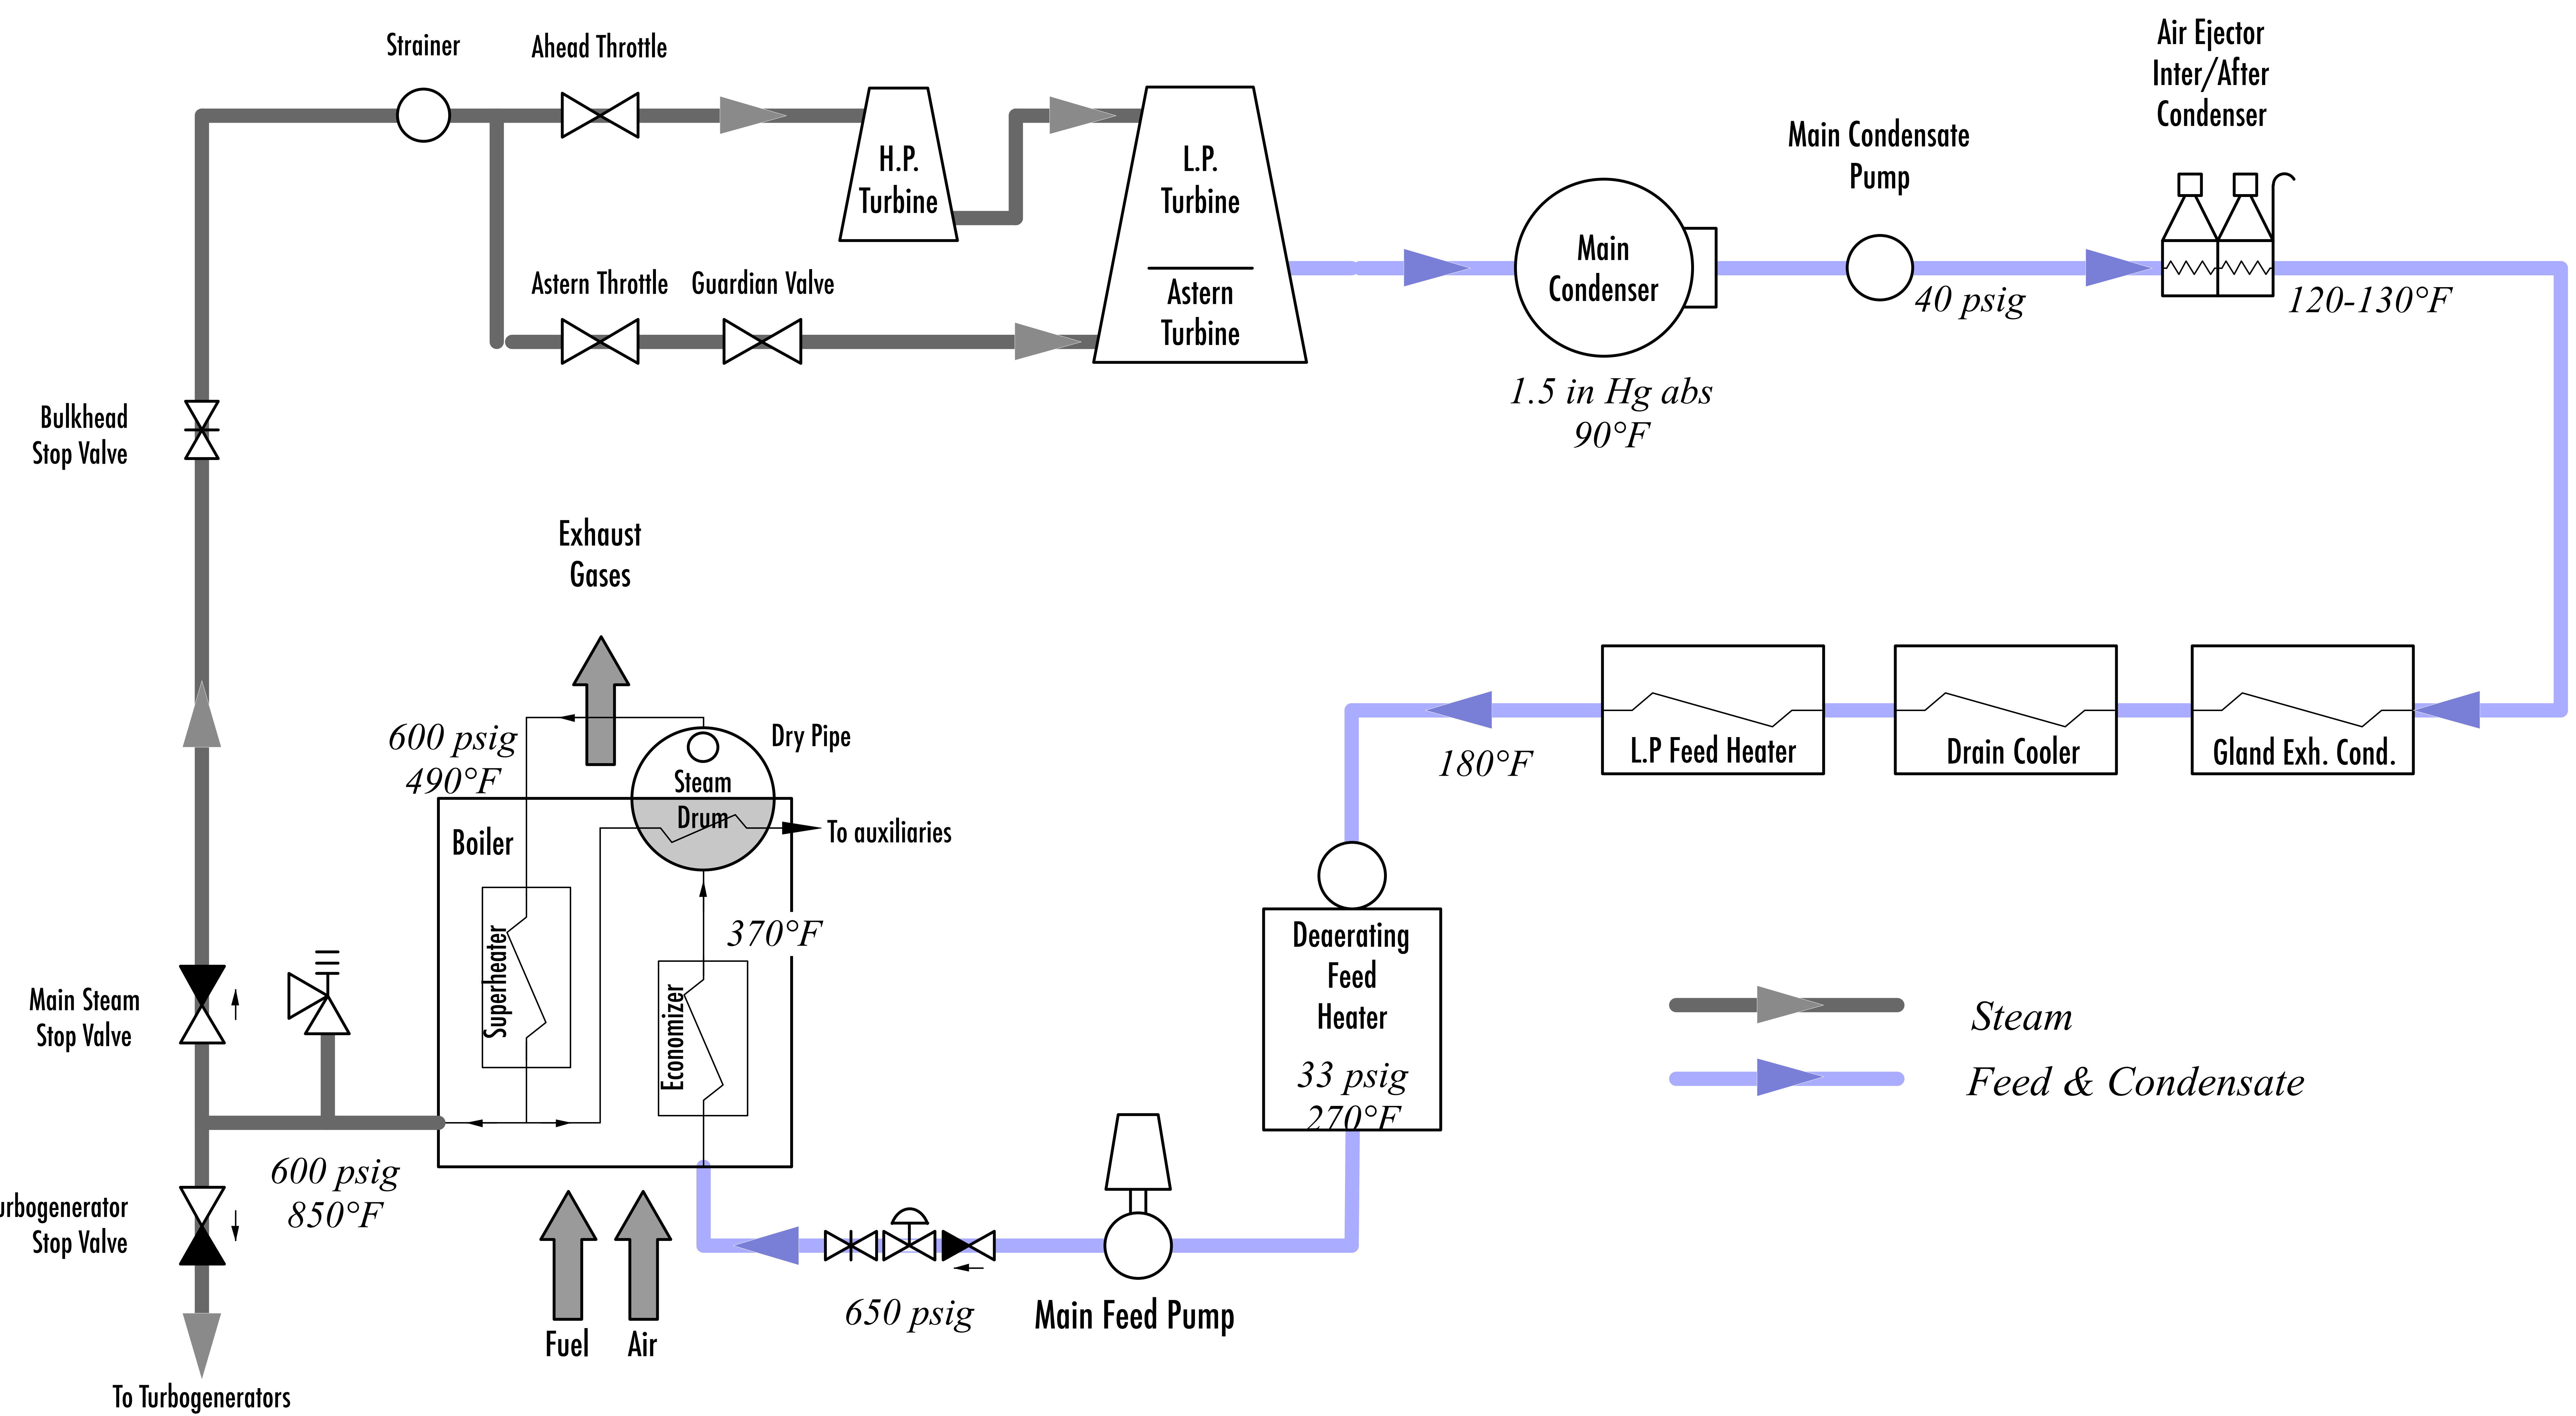 Strainer
Ahead Throttle
Air Ejector
Inter/After
Condenser
Main Condensate
Pump
H.P.
Turbine
L.P.
Turbine
Astern
Turbine
Main
Condenser
Astern Throttle
Guardian Valve
40 psig
120-130°F
1.5 in Hg abs
90°F
Bulkhead
Stop Valve
Exhaust
Gases
600 psig
490°F
Dry Pipe
Steam
Drum
To auxiliaries
Boiler
180°F
L.P Feed Heater
Drain Cooler
Gland Exh. Cond.
Superheater
370°F
Economizer
Deaerating
Feed
Heater
33 psig
270°F
Main Steam
Stop Valve
Steam
Feed & Condensate
600 psig
850°F
urbogenerator
Stop Valve
650 psig
Main Feed Pump
Fuel
Air
To Turbogenerators